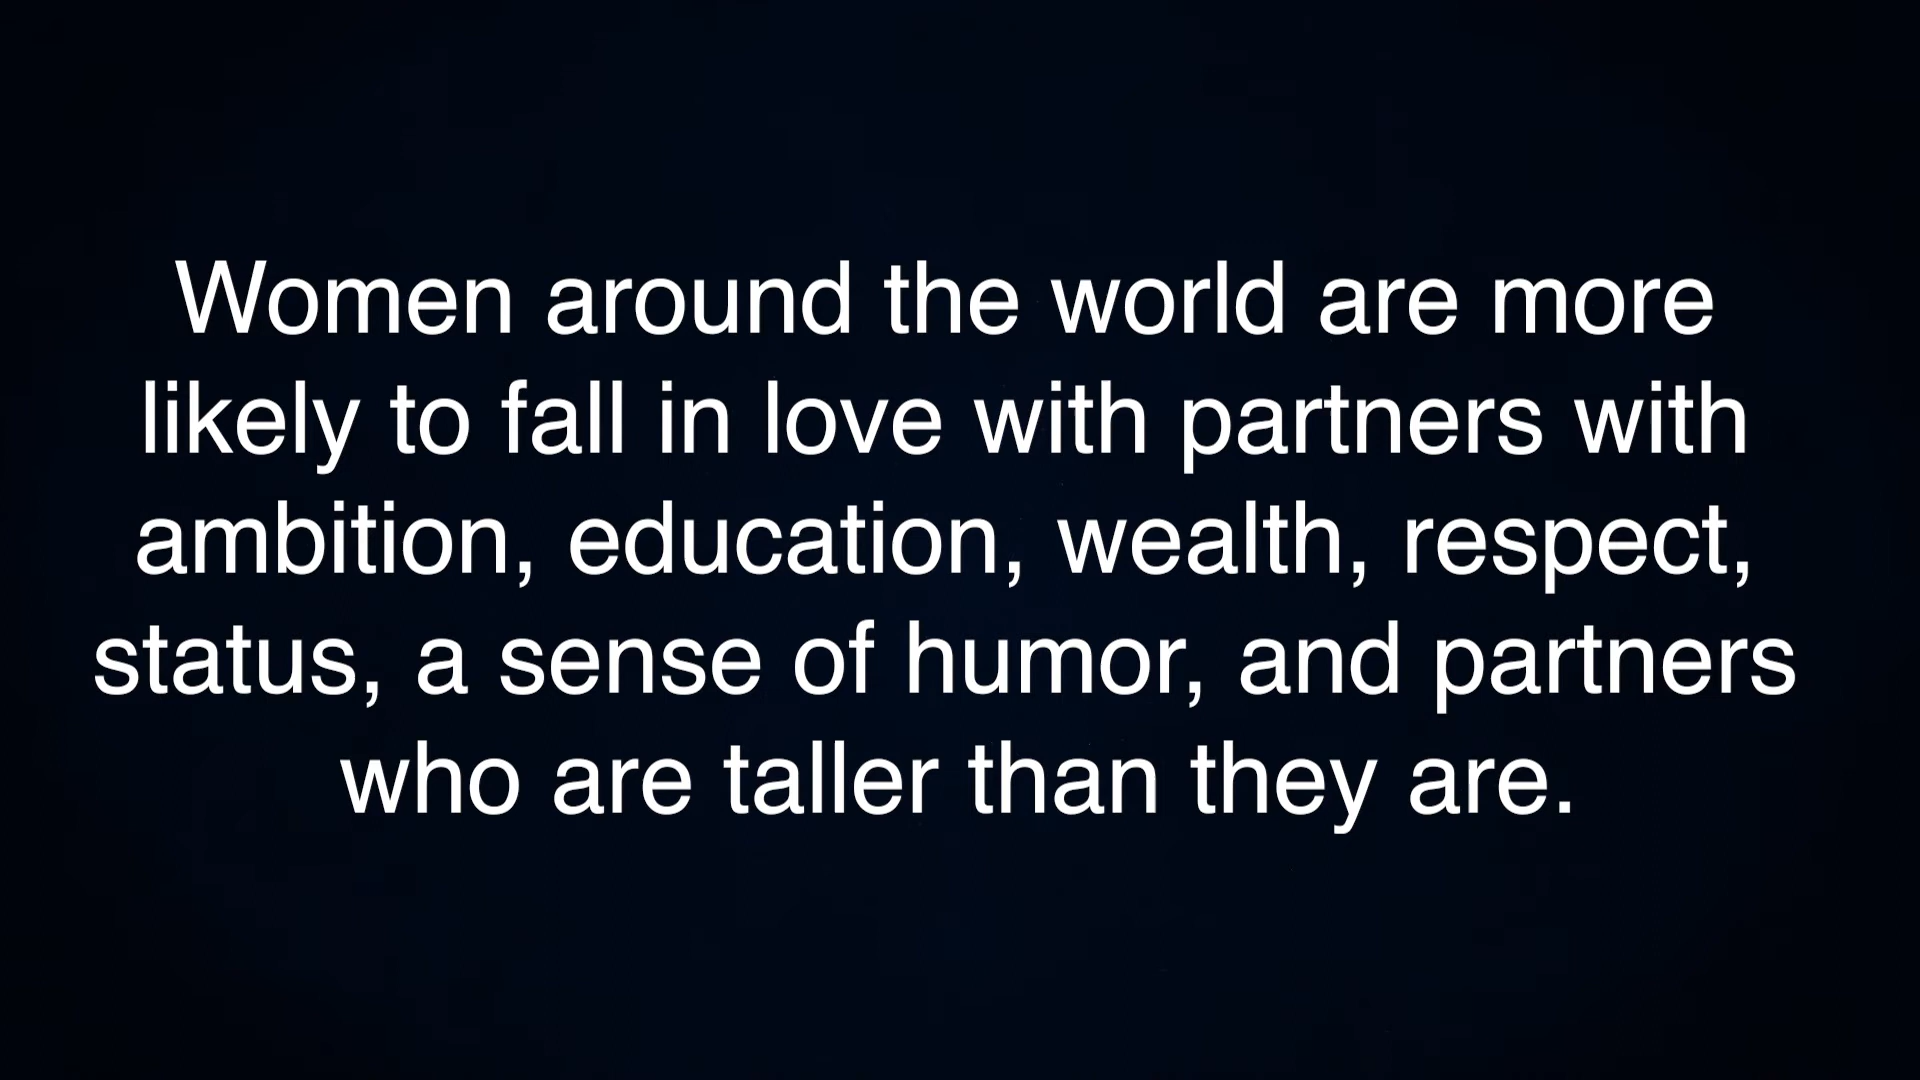 Women around the world are more
likely to fall in love with partners with
ambition, education, wealth, respect,
status, a sense of humor, and partners
who are taller than they are.